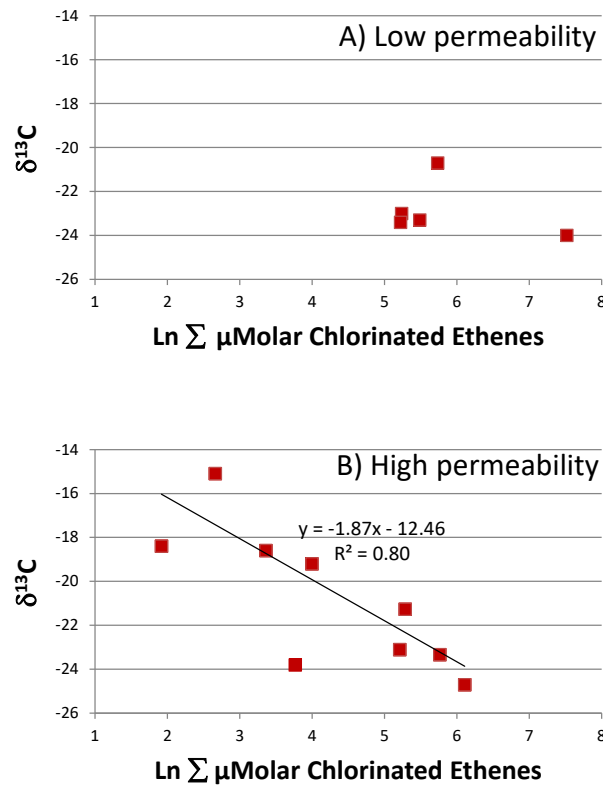 A) Low permeability
-14
-16
-18
-20
-22
-24
-26
δ13C
1 2 3 4 5 6 7 8
Ln ∑ µMolar Chlorinated Ethenes
B) High permeability
-14
-16
-18
-20
-22
-24
-26
δ13C
y = -1.87x - 12.46
R² = 0.80
1 2 3 4 5 6 7 8
Ln ∑ µMolar Chlorinated Ethenes